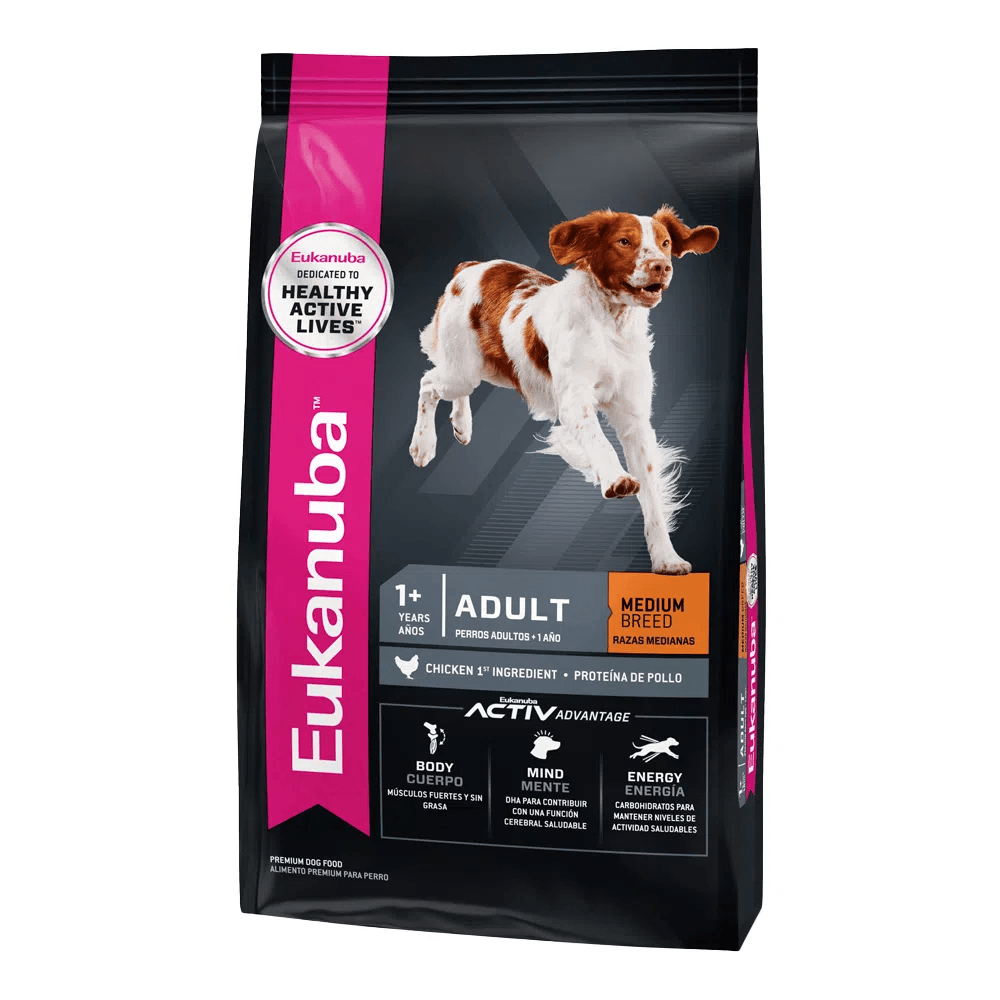 Eukanuba
DEDICATED TO
HEALTHY
ACTIVE
LIVES™
Eukanuba™
1+
YEARS
AÑOS
ADULT
PERROS ADULTOS + 1 AÑO
MEDIUM
BREED
RAZAS MEDIANAS
CHICKEN 1ST INGREDIENT • PROTEÍNA DE POLLO
Eukanuba
ACTIV ADVANTAGE
BODY
CUERPO
MÚSCULOS FUERTES Y SIN
GRASA
MIND
MENTE
DHA PARA CONTRIBUIR
CON UNA FUNCIÓN
CEREBRAL SALUDABLE
ENERGY
ENERGÍA
CARBOHIDRATOS PARA
MANTENER NIVELES DE
ACTIVIDAD SALUDABLES
PREMIUM DOG FOOD
ALIMENTO PREMIUM PARA PERRO
Eukanuba
1+
ADULT